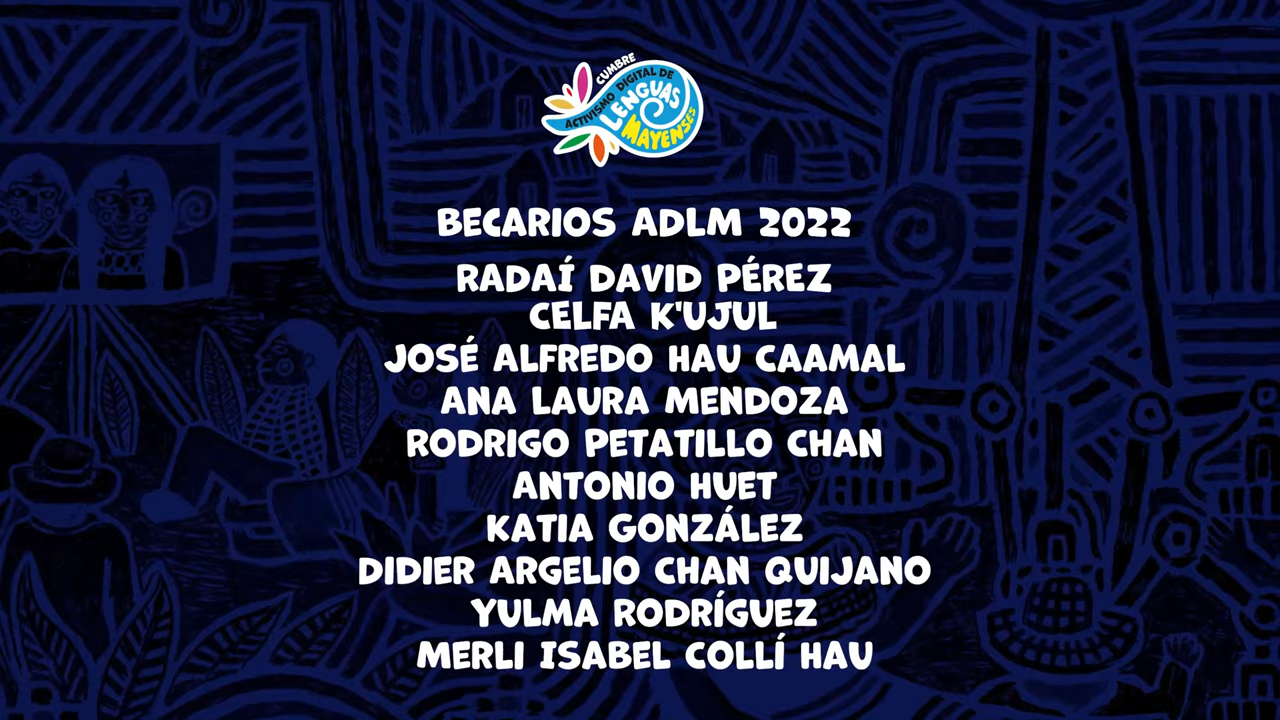 CUMBRE
ACTIVISMO DIGITAL DE
LENGUAS
MAYENSES
BECARIOS ADLM 2022
RADAÍ DAVID PÉREZ
CELFA K'UJUL
JOSÉ ALFREDO HAU CAAMAL
ANA LAURA MENDOZA
RODRIGO PETATILLO CHAN
ANTONIO HUET
KATIA GONZÁLEZ
DIDIER ARGELIO CHAN QUIJANO
YULMA RODRÍGUEZ
MERLI ISABEL COLLÍ HAU